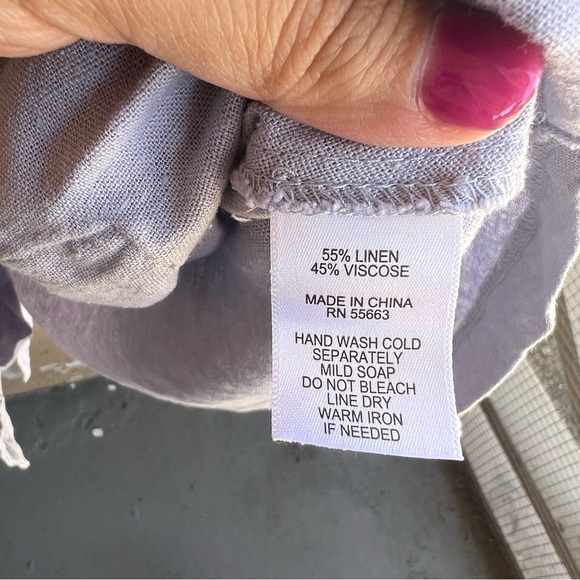 55% LINEN
45% VISCOSE
MADE IN CHINA
RN 55663
HAND WASH COLD
SEPARATELY
MILD SOAP
DO NOT BLEACH
LINE DRY
WARM IRON
IF NEEDED